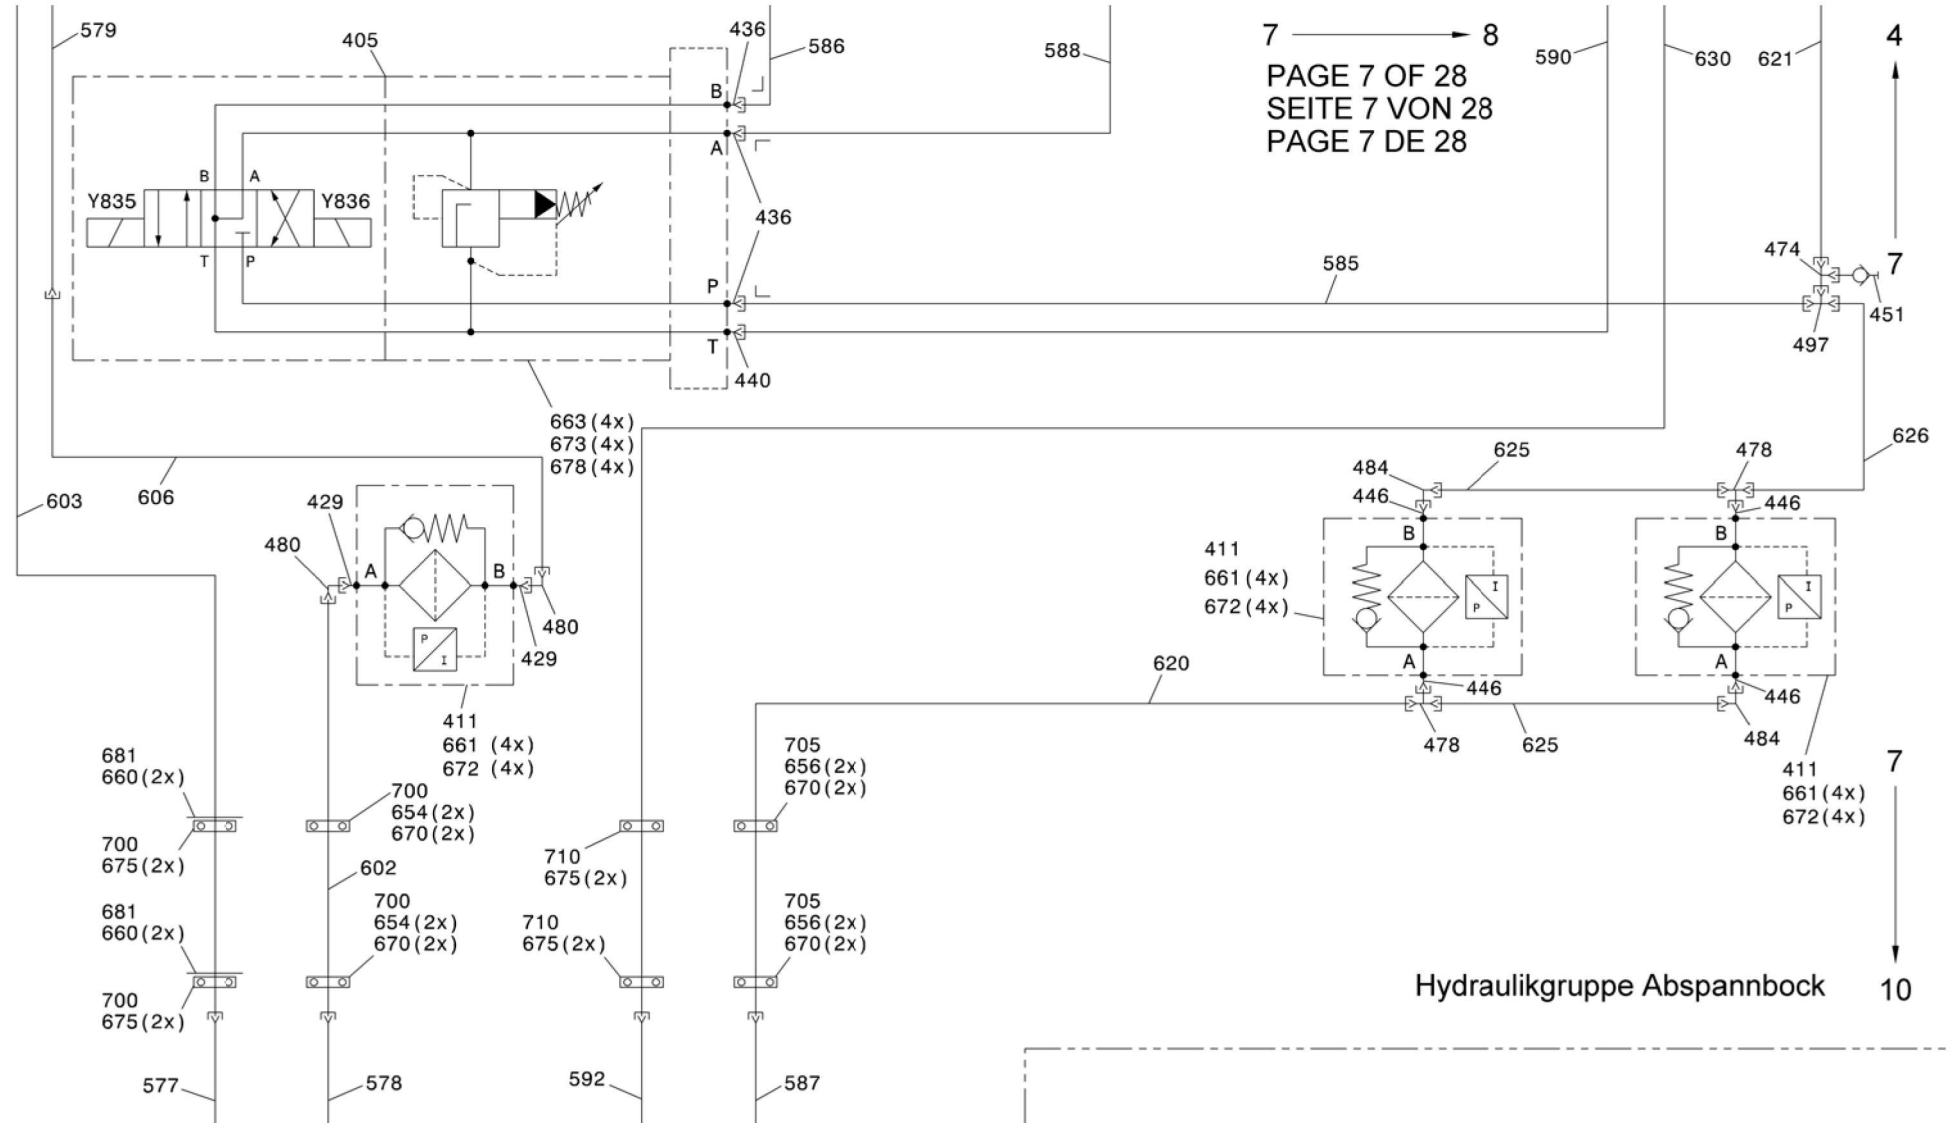 579
405
436
586
588
7
8
PAGE 7 OF 28
SEITE 7 VON 28
PAGE 7 DE 28
590
630
621
4
B
A
B A
Y835
Y836
T P
436
P
T
440
585
474
7
451
497
663(4x)
673(4x)
678(4x)
603
606
429
480
A
B
P
I
480
429
411
661 (4x)
672 (4x)
626
484
625
478
446
446
B
B
411
661(4x)
672(4x)
I
P
I
P
A
A
620
446
446
478
625
484
411
661(4x)
672(4x)
7
681
660(2x)
700
675(2x)
700
654(2x)
670(2x)
602
681
660(2x)
700
675(2x)
700
654(2x)
670(2x)
705
656(2x)
670(2x)
710
675(2x)
710
675(2x)
705
656(2x)
670(2x)
Hydraulikgruppe Abspannbock
10
577
578
592
587